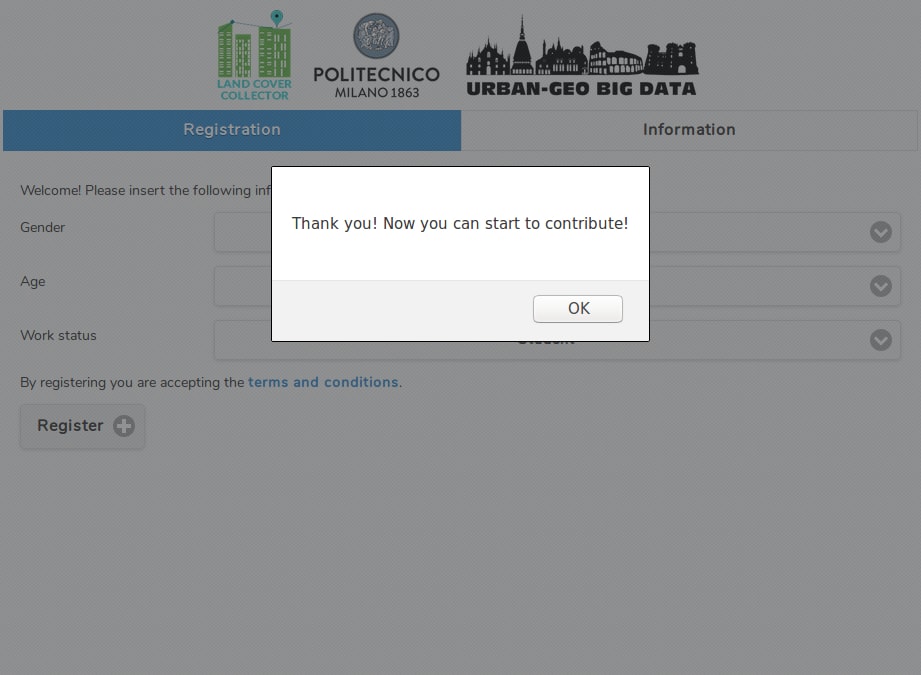 LAND COVER
COLLECTOR
POLITECNICO
MILANO 1863
URBAN-GEO BIG DATA
Registration
Information
Welcome! Please insert the following
Thank you! Now you can start to contribute!
Gender
Age
OK
Work status
Student
By registering you are accepting the terms and conditions.
Register